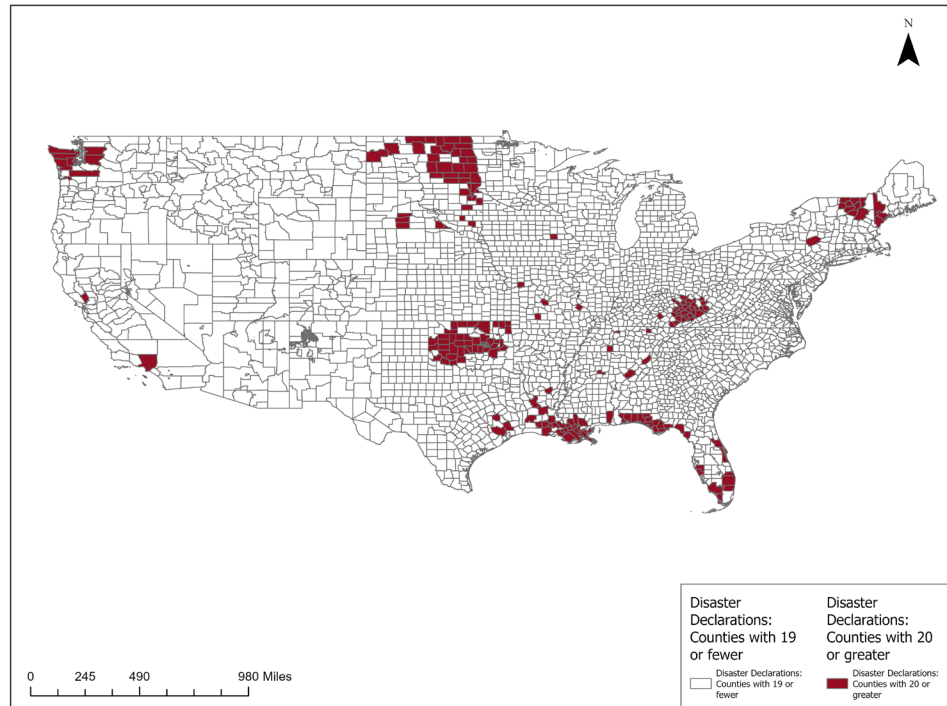 N
Disaster
Declarations:
Counties with 19
or fewer
Disaster Declarations:
Counties with 19 or
fewer
Disaster
Declarations:
Counties with 20
or greater
Disaster Declarations:
Counties with 20 or
greater
0 245 490 980 Miles